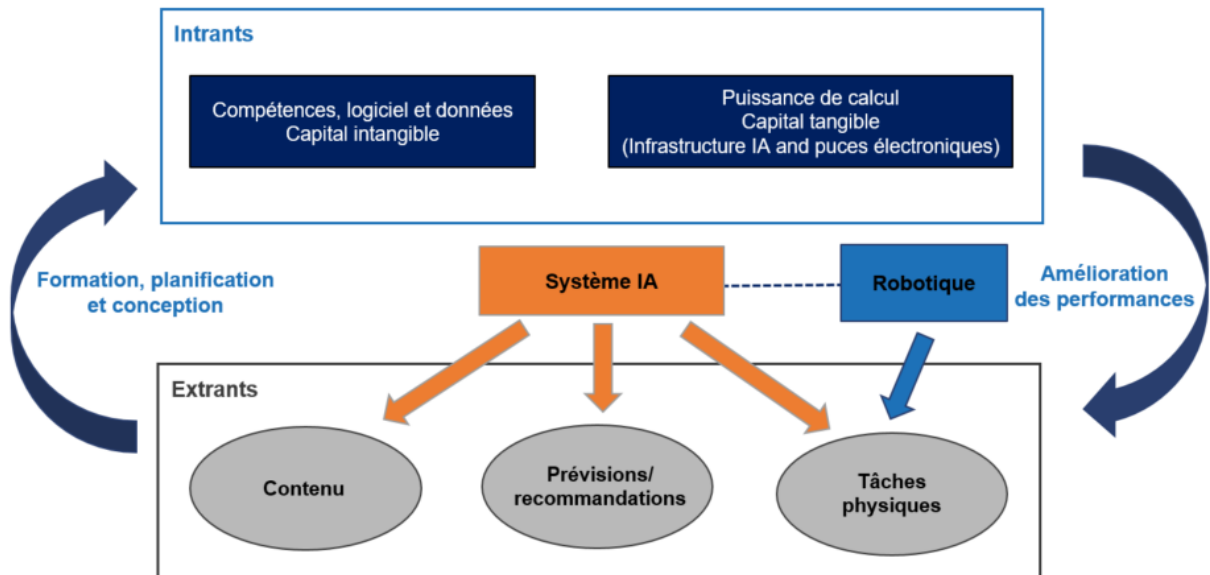 Intrants
Compétences, logiciel et données
Capital intangible
Puissance de calcul
Capital tangible
(Infrastructure IA and puces électroniques)
Formation, planification
et conception
Système IA
Robotique
Amélioration
des performances
Extrants
Contenu
Prévisions/
recommandations
Tâches
physiques